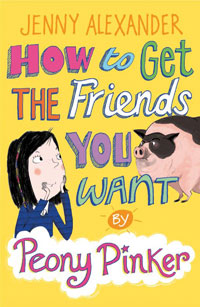 JENNY ALEXANDER
HOW to GET
THE FRIENDS
YOU
WANT
BY
Peony Pinker